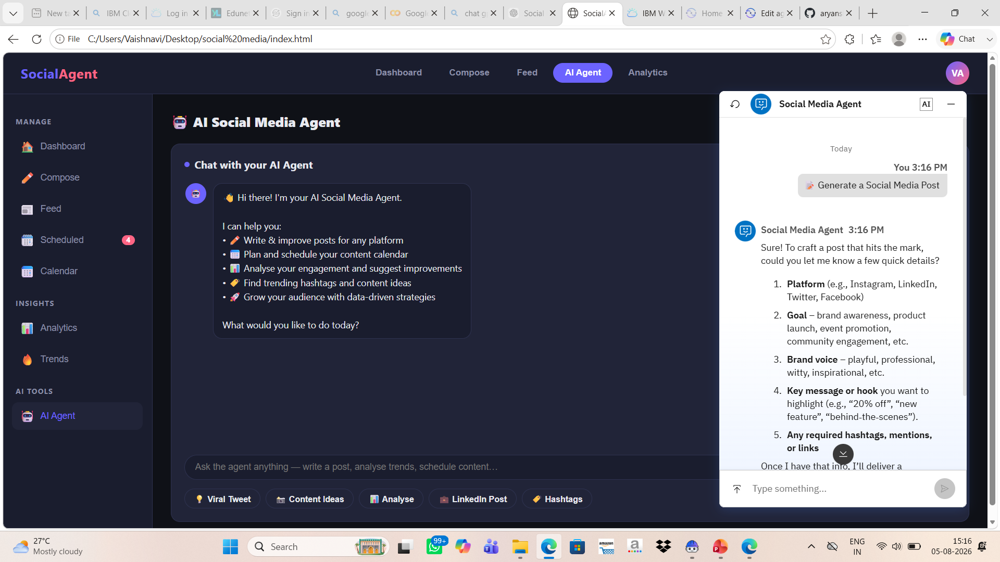 New ta
IBM Cl
Log in
Edunet
Sign in
google
Google
chat g
Social
Social
IBM W
Home
Edit ag
aryans
File
C:/Users/Vaishnavi/Desktop/social%20media/index.html
Chat
SocialAgent
Dashboard
Compose
Feed
AI Agent
Analytics
VA
MANAGE
Dashboard
Compose
Feed
Scheduled
4
Calendar
INSIGHTS
Analytics
Trends
AI TOOLS
AI Agent
AI Social Media Agent
Chat with your AI Agent
Hi there! I'm your AI Social Media Agent.
I can help you:
• Write & improve posts for any platform
• Plan and schedule your content calendar
• Analyse your engagement and suggest improvements
• Find trending hashtags and content ideas
• Grow your audience with data-driven strategies
What would you like to do today?
Ask the agent anything — write a post, analyse trends, schedule content…
Viral Tweet
Content Ideas
Analyse
LinkedIn Post
Hashtags
Social Media Agent
AI
Today
You 3:16 PM
Generate a Social Media Post
Social Media Agent 3:16 PM
Sure! To craft a post that hits the mark,
could you let me know a few quick details?
1. Platform (e.g., Instagram, LinkedIn,
Twitter, Facebook)
2. Goal – brand awareness, product
launch, event promotion,
community engagement, etc.
3. Brand voice – playful, professional,
witty, inspirational, etc.
4. Key message or hook you want to
highlight (e.g., “20% off”, “new
feature”, “behind-the-scenes”).
5. Any required hashtags, mentions,
or links
Once I have that info, I’ll deliver a
Type something...
27°C
Mostly cloudy
Search
99+
amazon
a
ENG
IN
15:16
05-08-2026